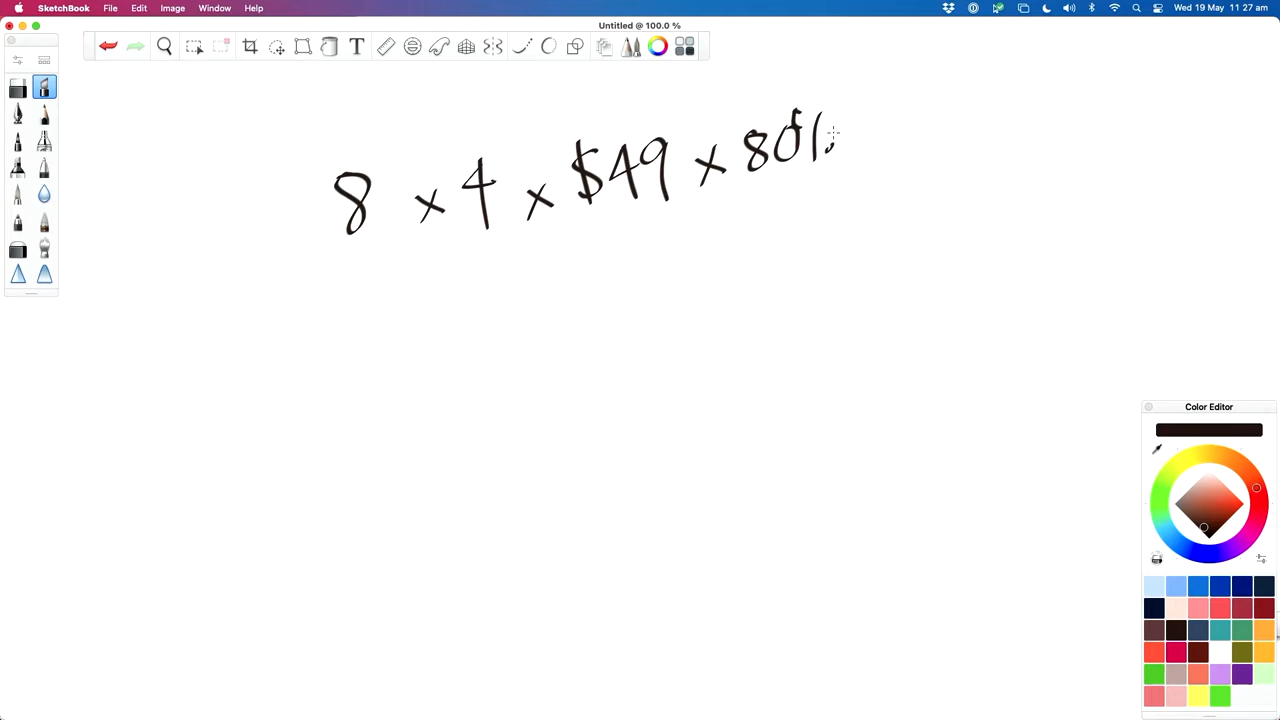 SketchBook File Edit Image Window Help Wed 19 May 11 27 am
Untitled @ 100.0 %
8 x 4 x $49 x 80%
Color Editor